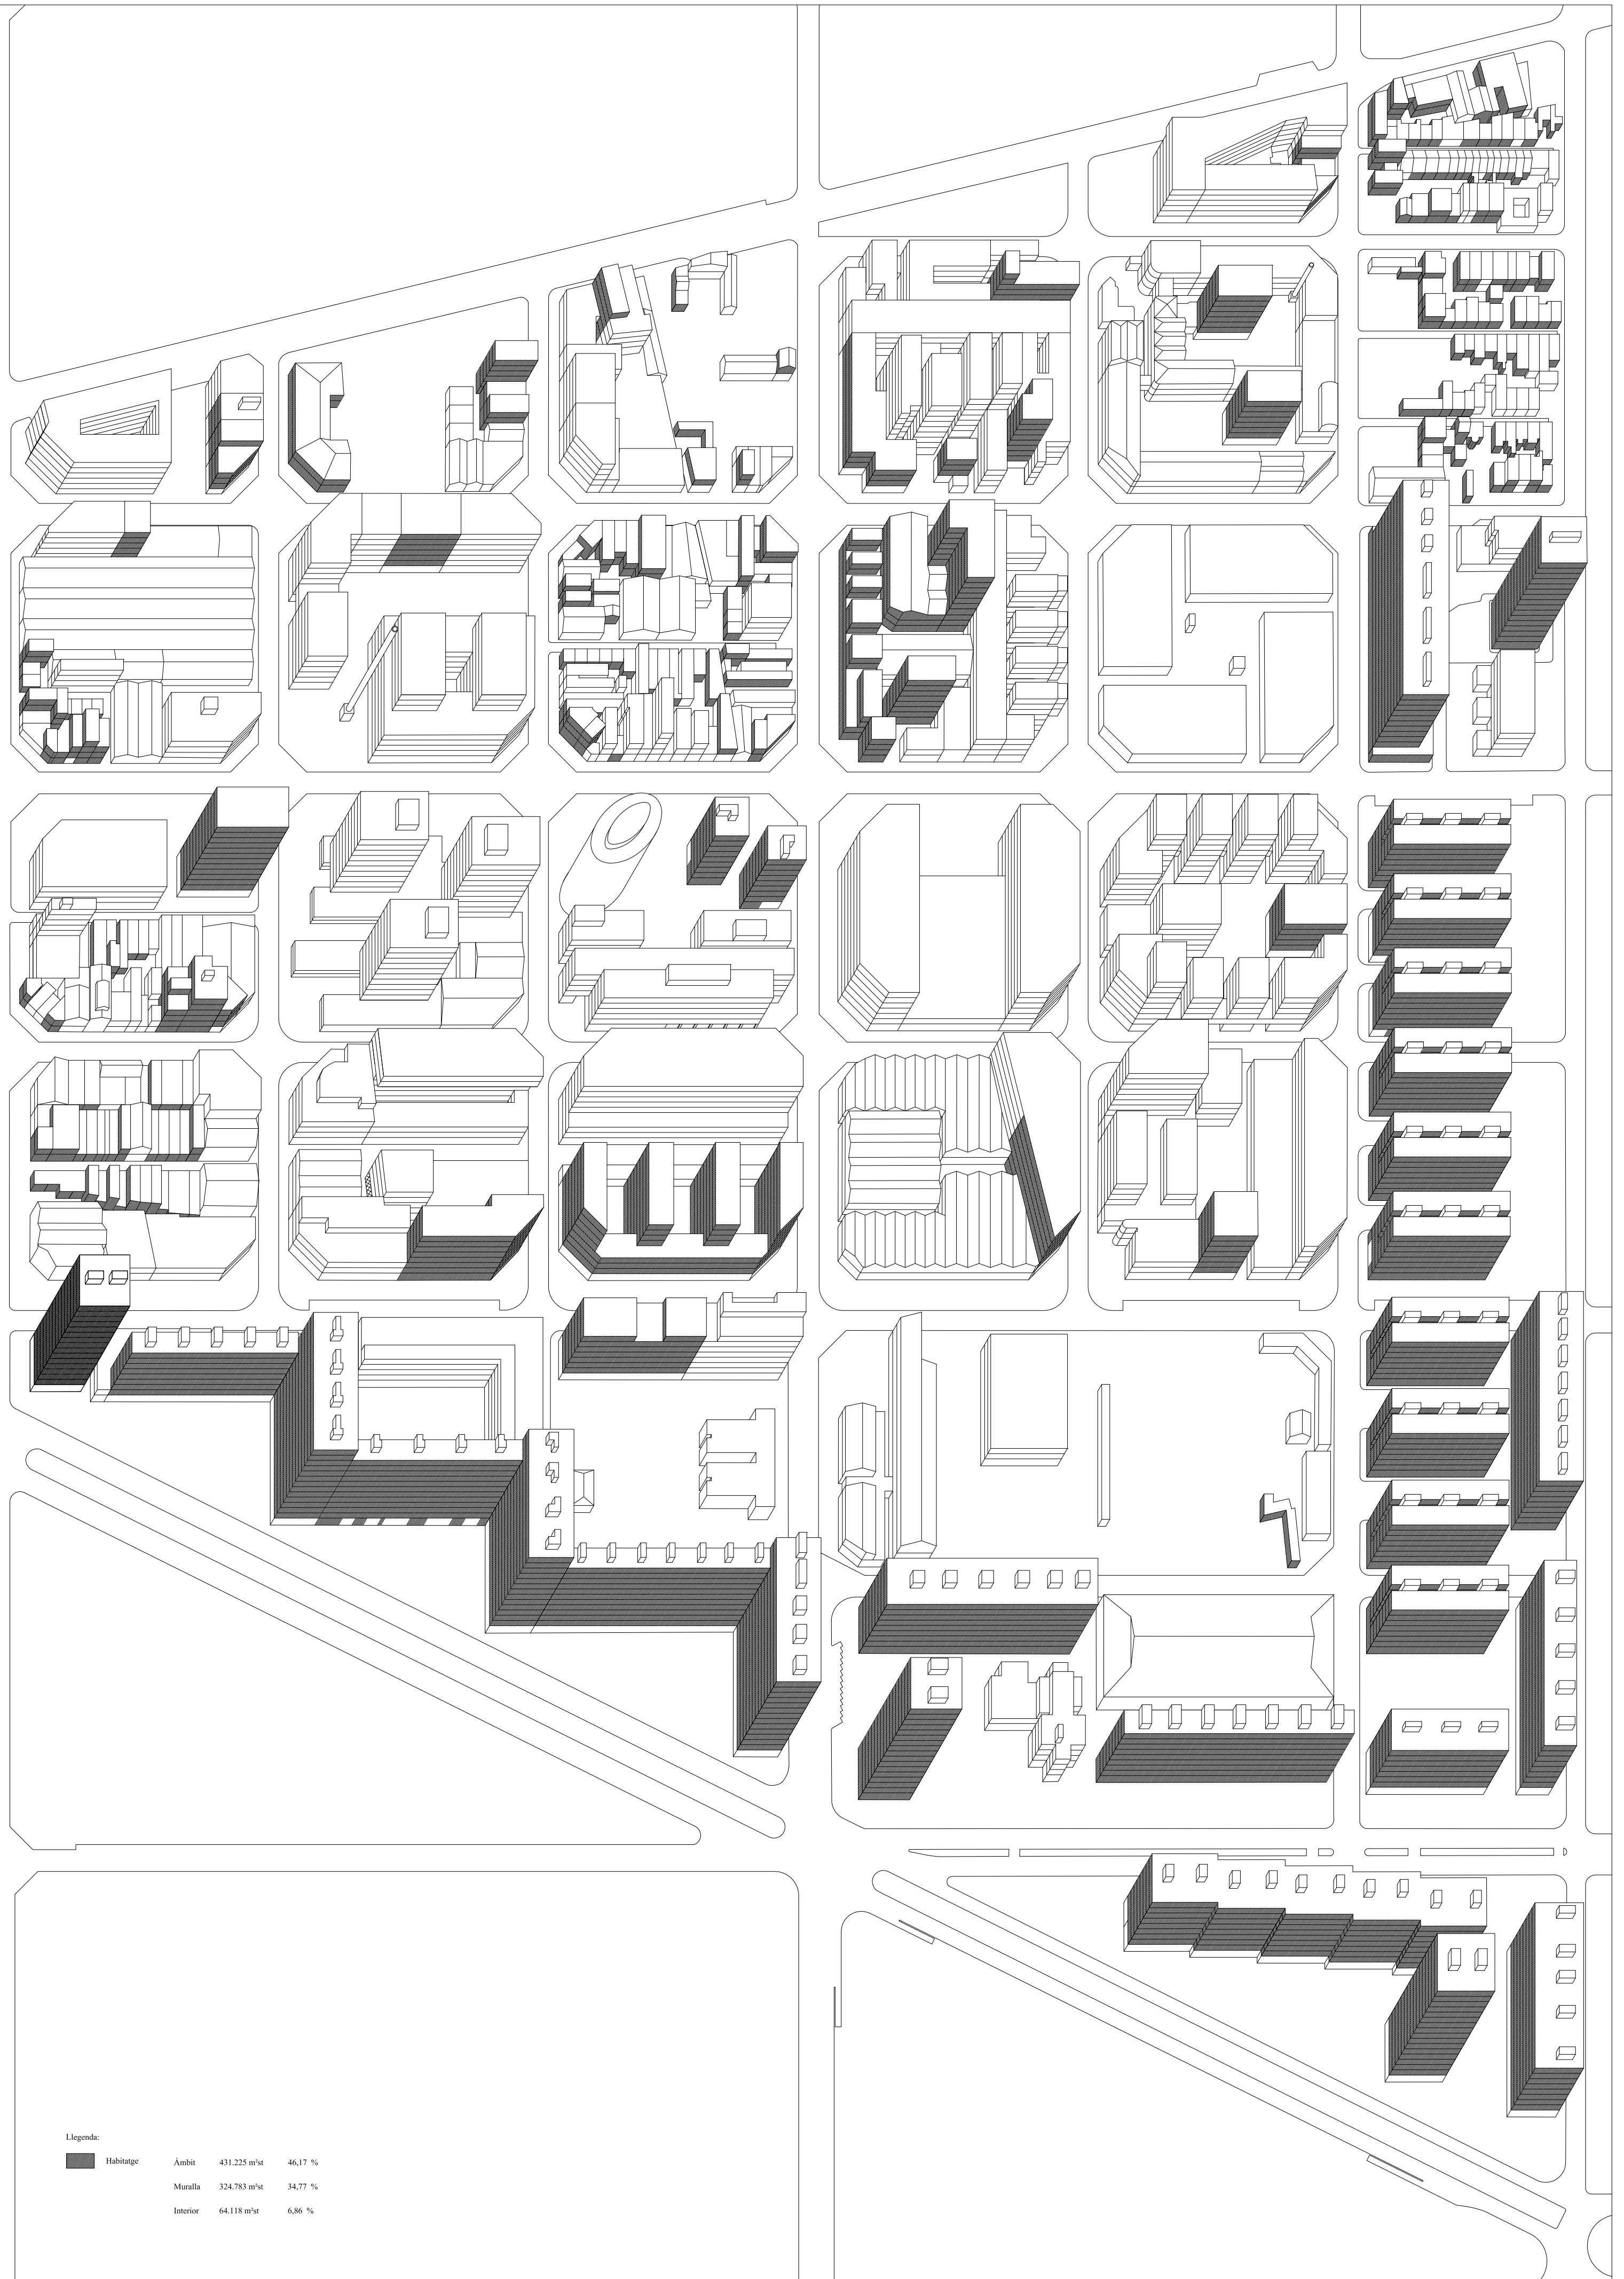 Llegenda:
Habitatge Àmbit 431.225 m²st 46,17 %
Muralla 324.783 m²st 34,77 %
Interior 64.118 m²st 6,86 %